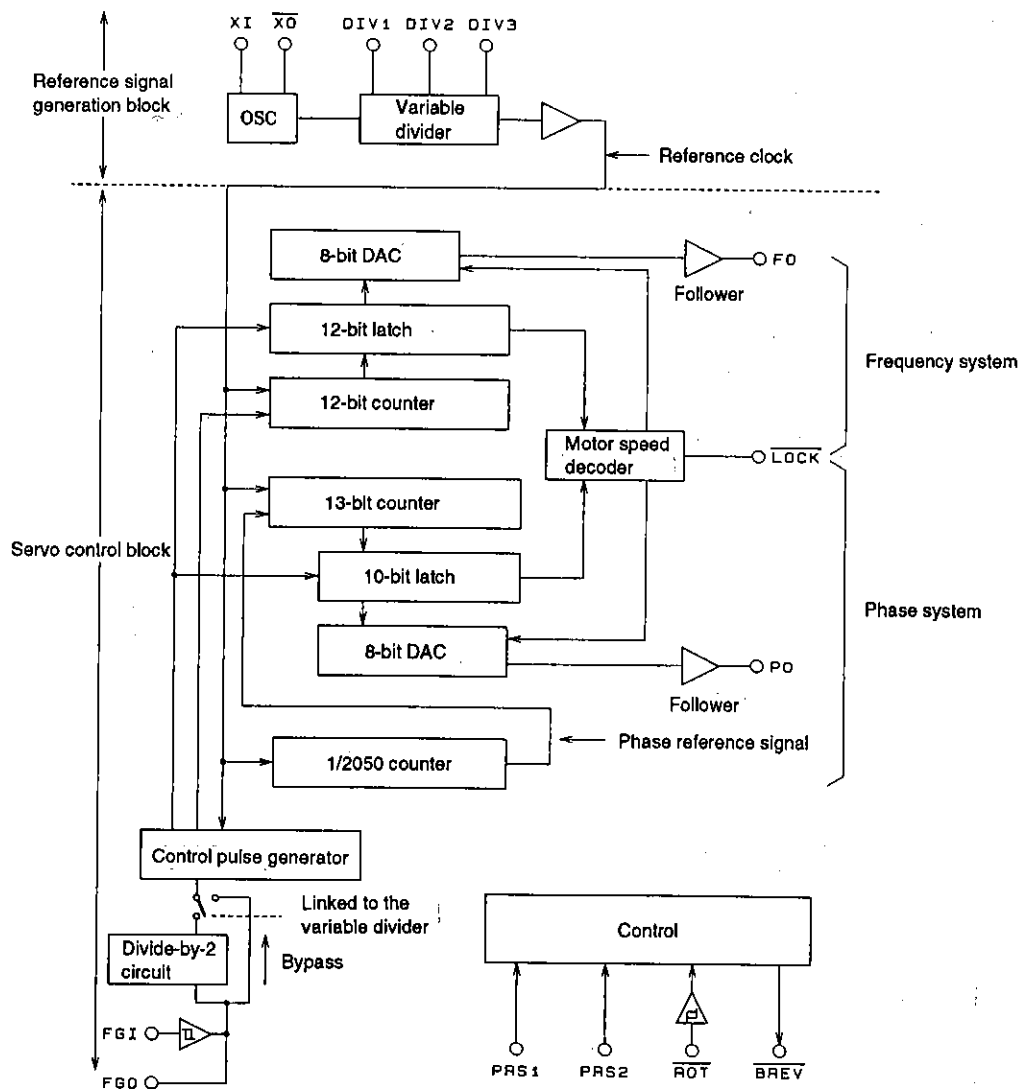 XI XO DIV1 DIV2 DIV3
Reference signal
generation block
OSC
Variable
divider
Reference clock
8-bit DAC
FO
Follower
12-bit latch
Frequency system
12-bit counter
Motor speed
decoder
LOCK
13-bit counter
Servo control block
10-bit latch
Phase system
8-bit DAC
PO
Follower
Phase reference signal
1/2050 counter
Control pulse generator
Linked to the
variable divider
Divide-by-2
circuit
Bypass
Control
FGI
FGO
PRS1 PRS2 ROT BREV